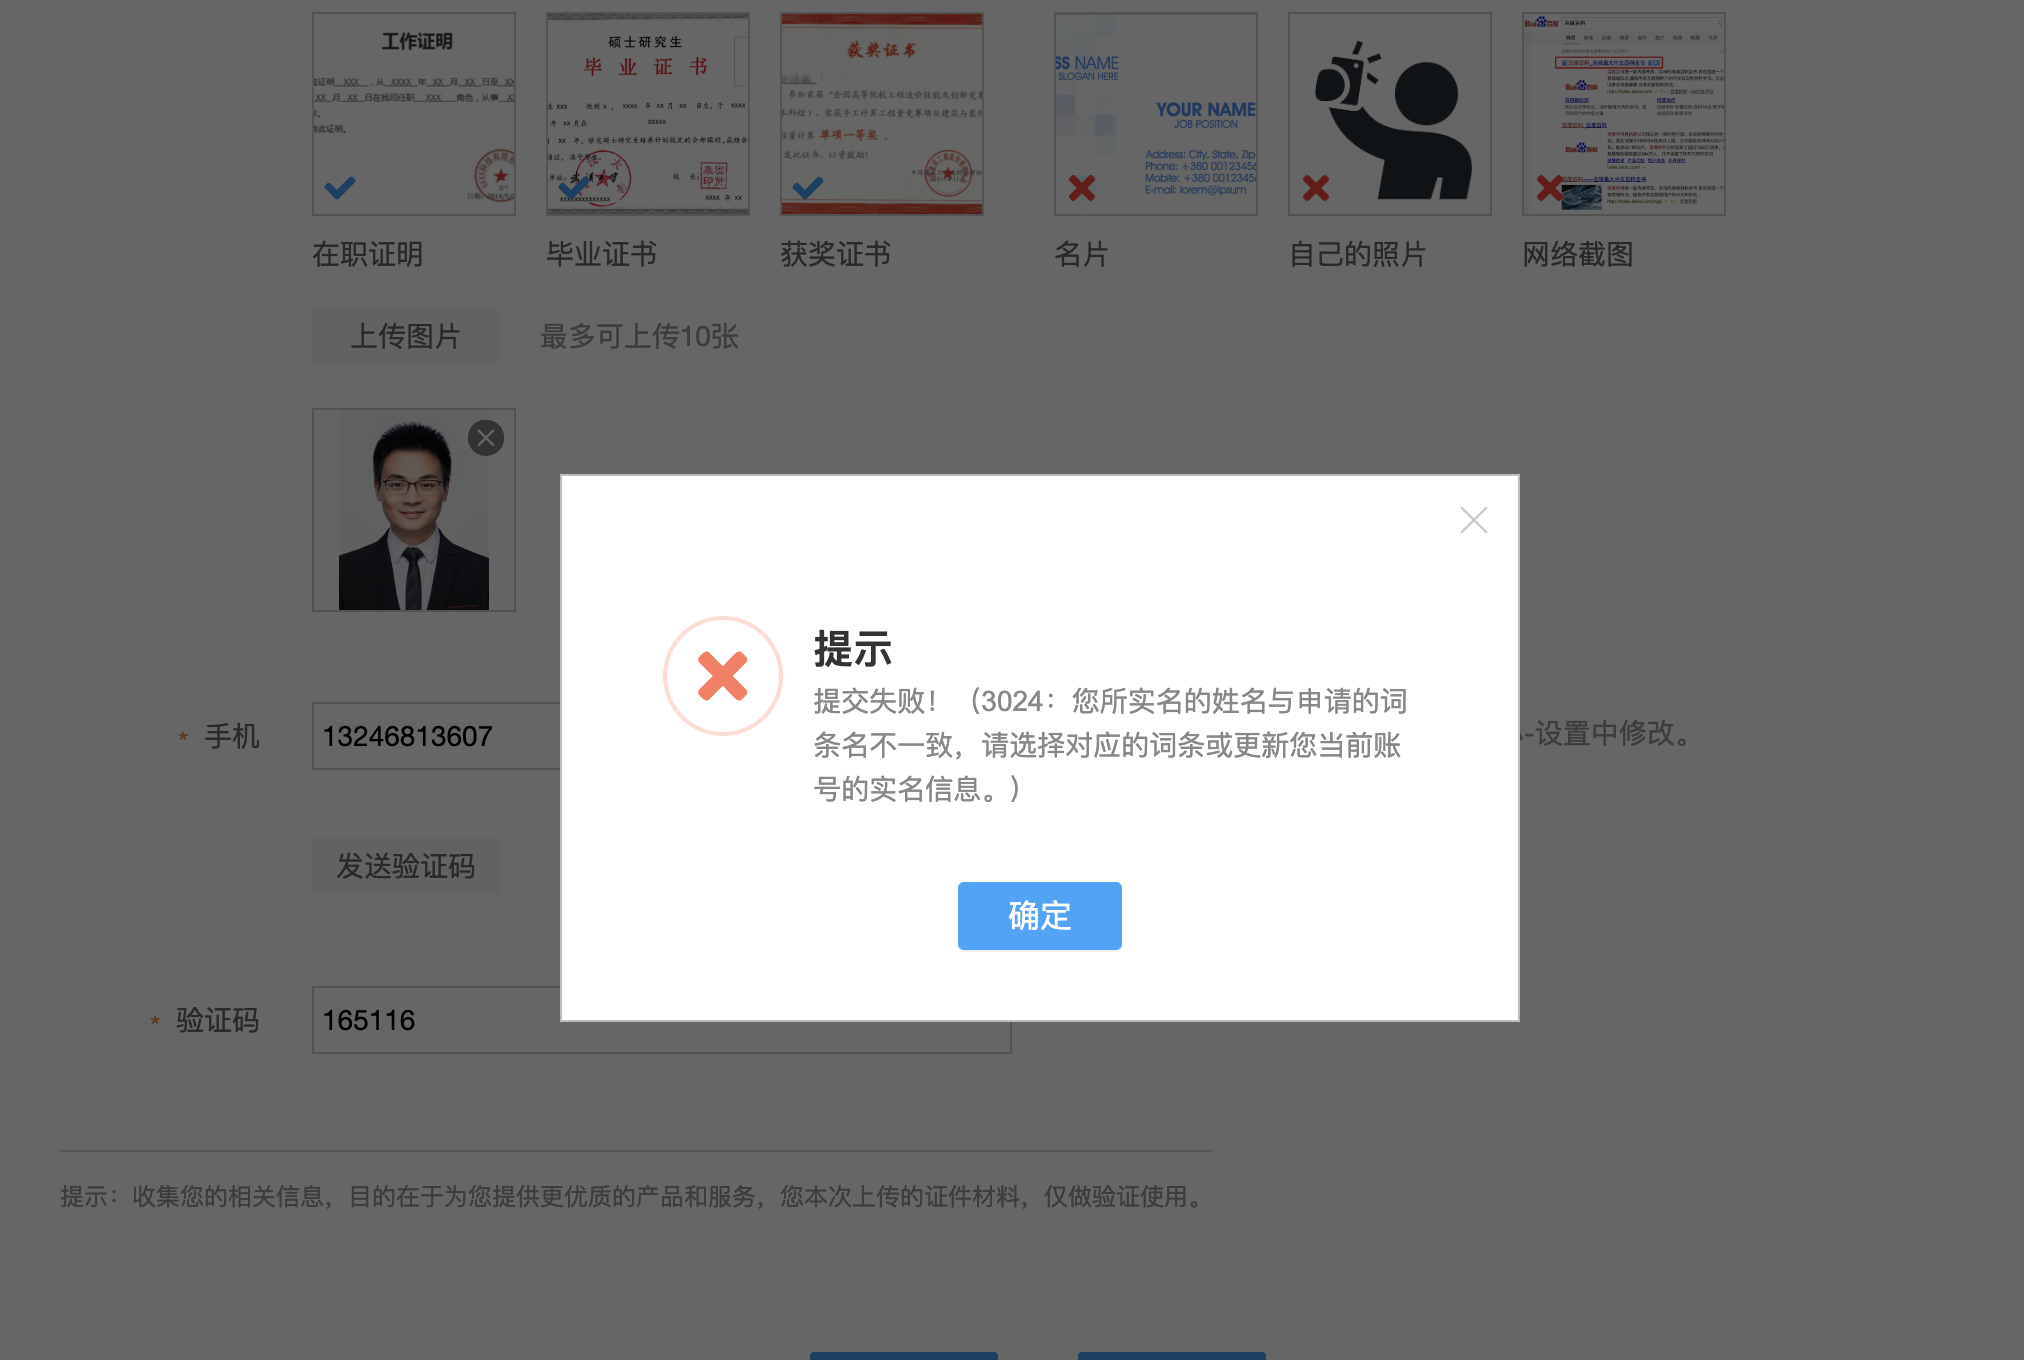 工作证明
硕士研究生
毕业证书
获奖证书
单项一等奖
SS NAME
SLOGAN HERE
YOUR NAME
JOB POSITION
Address: City, State, Zip
Phone: +380 00123456
Mobile: +380 0012345
E-mail: lorem@ipsum
在职证明
毕业证书
获奖证书
名片
自己的照片
网络截图
上传图片
最多可上传10张
提示
提交失败！（3024：您所实名的姓名与申请的词
条名不一致，请选择对应的词条或更新您当前账
号的实名信息。）
确定
* 手机
13246813607
-设置中修改。
发送验证码
* 验证码
165116
提示：收集您的相关信息，目的在于为您提供更优质的产品和服务，您本次上传的证件材料，仅做验证使用。